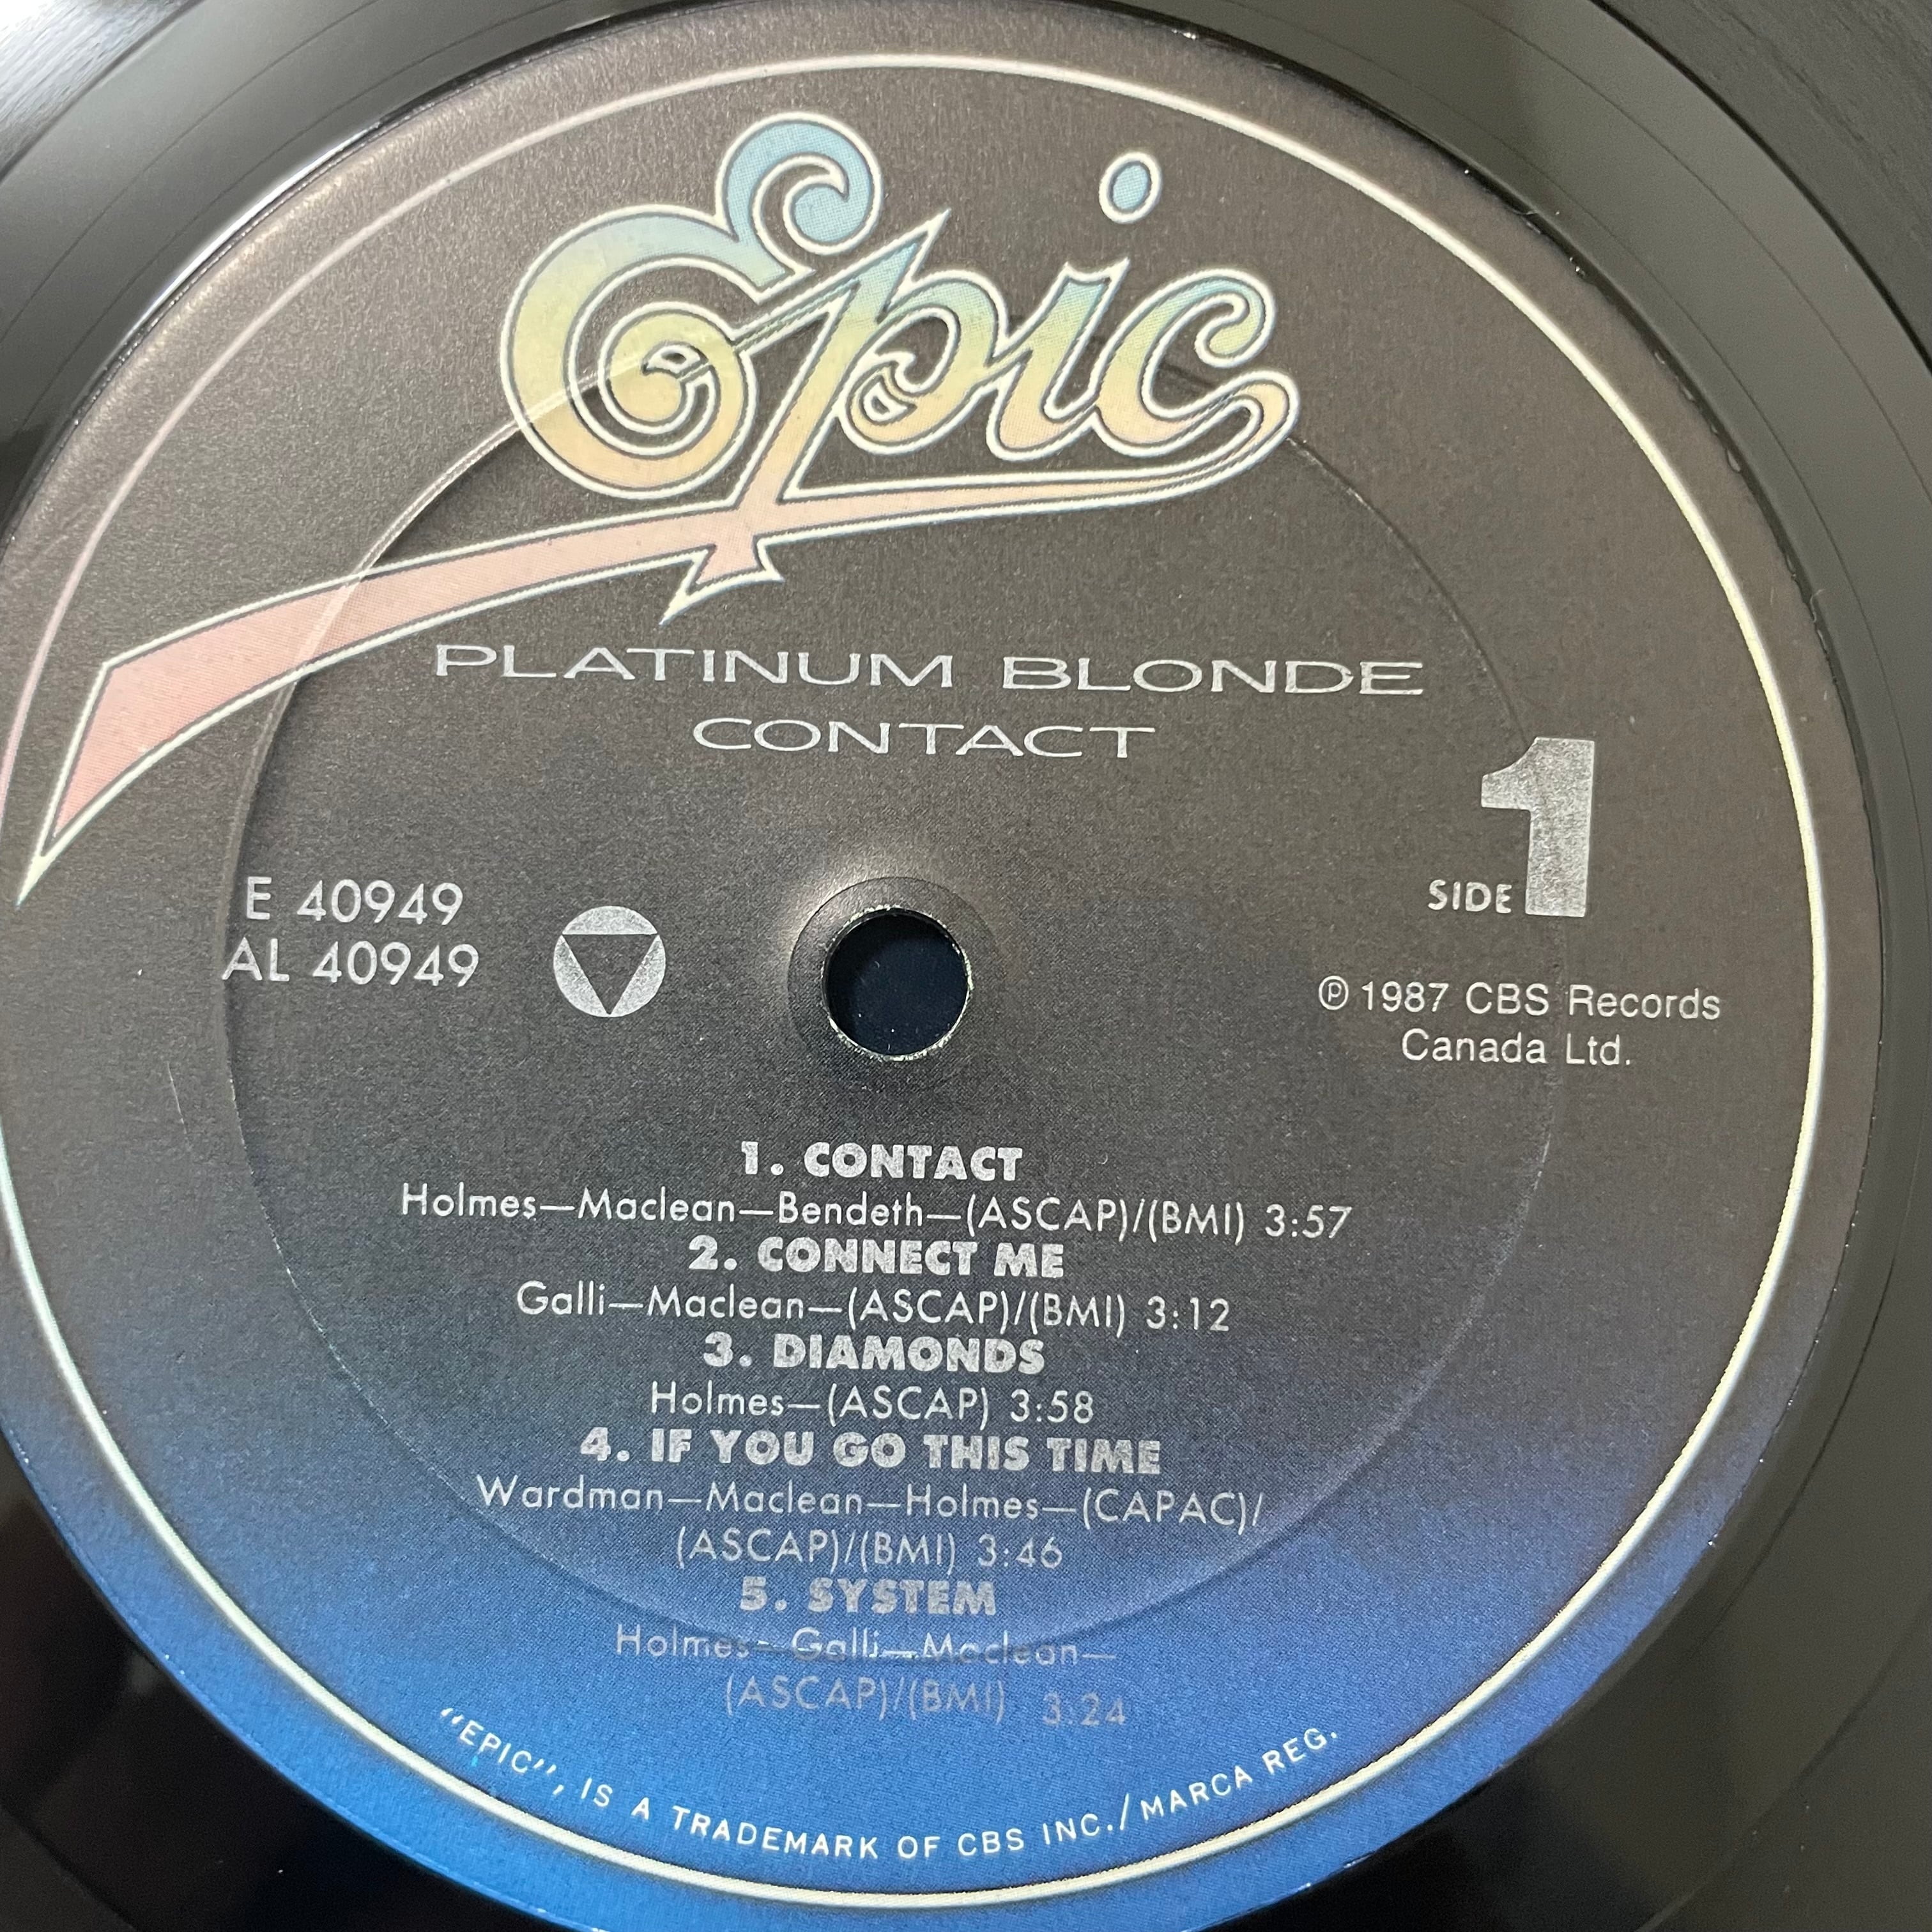 Epic
PLATINUM BLONDE
CONTACT
SIDE 1
E 40949
AL 40949
℗ 1987 CBS Records
Canada Ltd.
1. CONTACT
Holmes—Maclean—Bendeth—(ASCAP)/(BMI) 3:57
2. CONNECT ME
Galli—Maclean—(ASCAP)/(BMI) 3:12
3. DIAMONDS
Holmes—(ASCAP) 3:58
4. IF YOU GO THIS TIME
Wardman—Maclean—Holmes—(CAPAC)/
(ASCAP)/(BMI) 3:46
5. SYSTEM
Holmes—Galli—Maclean—
(ASCAP)/(BMI) 3:24
"EPIC", IS A TRADEMARK OF CBS INC./MARCA REG.